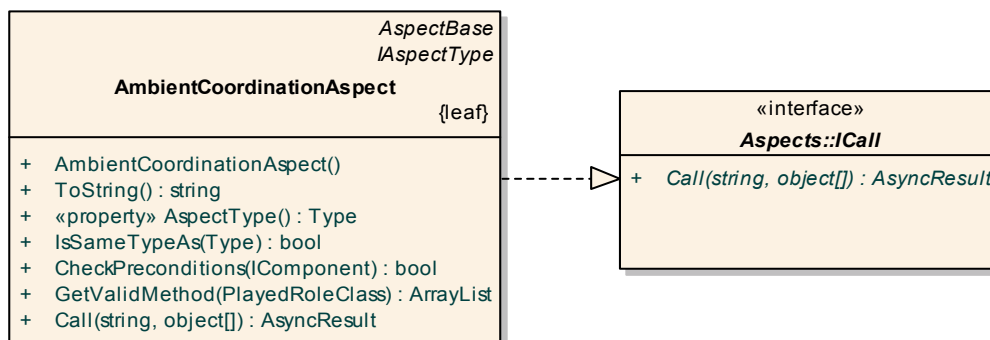 AspectBase
IAspectType
AmbientCoordinationAspect
{leaf}
+ AmbientCoordinationAspect()
+ ToString() : string
+ «property» AspectType() : Type
+ IsSameTypeAs(Type) : bool
+ CheckPreconditions(IComponent) : bool
+ GetValidMethod(PlayedRoleClass) : ArrayList
+ Call(string, object[]) : AsyncResult
«interface»
Aspects::ICall
+ Call(string, object[]) : AsyncResult